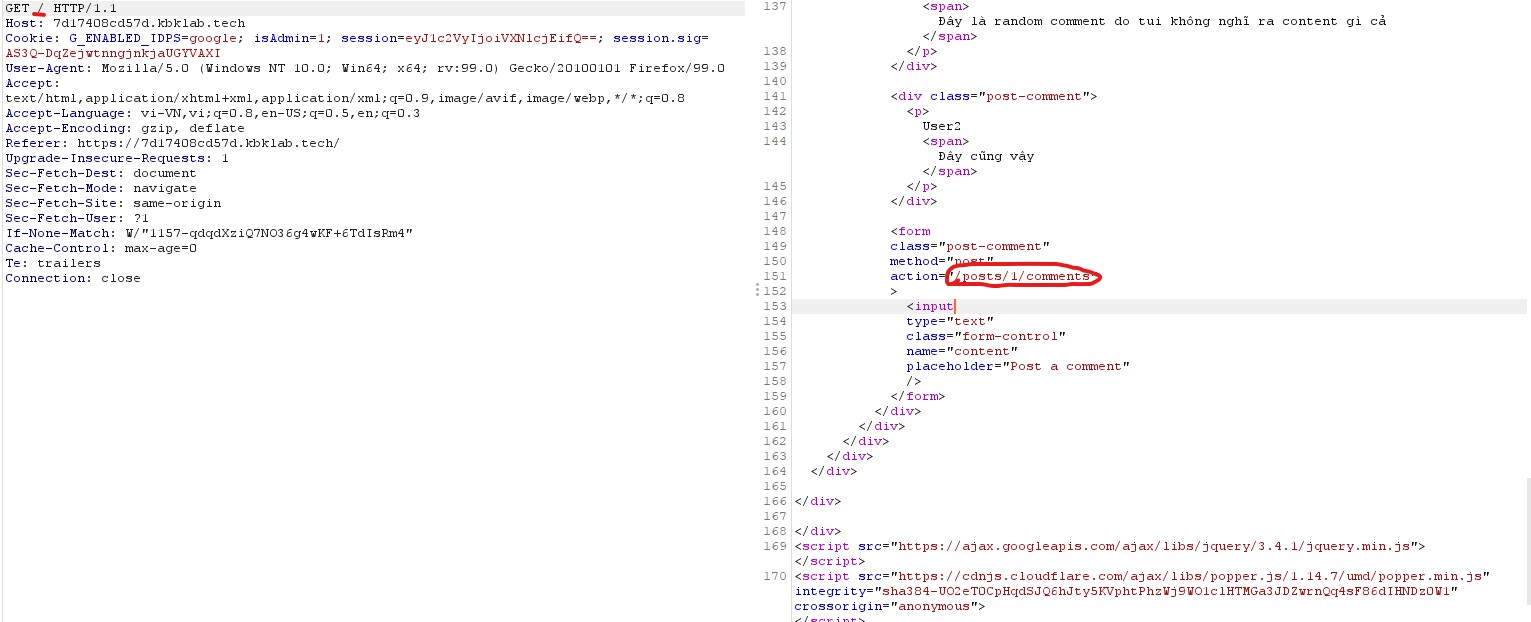 GET / HTTP/1.1
Host: 7d17408cd57d.kbklab.tech
Cookie: G_ENABLED_IDPS=google; isAdmin=1; session=eyJ1c2VyIjoiVXNlcjEifQ==; session.sig=
AS3Q-DqZejwtnngjnkjaUGYVAXI
User-Agent: Mozilla/5.0 (Windows NT 10.0; Win64; x64; rv:99.0) Gecko/20100101 Firefox/99.0
Accept:
text/html,application/xhtml+xml,application/xml;q=0.9,image/avif,image/webp,*/*;q=0.8
Accept-Language: vi-VN,vi;q=0.8,en-US;q=0.5,en;q=0.3
Accept-Encoding: gzip, deflate
Referer: https://7d17408cd57d.kbklab.tech/
Upgrade-Insecure-Requests: 1
Sec-Fetch-Dest: document
Sec-Fetch-Mode: navigate
Sec-Fetch-Site: same-origin
Sec-Fetch-User: ?1
If-None-Match: W/"1157-qdqdXziQ7NO36g4wKF+6TdIsRm4"
Cache-Control: max-age=0
Te: trailers
Connection: close
137 <span>
Đây là random comment do tui không nghĩ ra content gì cả
</span>
138 </p>
139 </div>
140
141 <div class="post-comment">
142 <p>
143 User2
144 <span>
Đây cũng vậy
</span>
145 </p>
146 </div>
147
148 <form
149 class="post-comment"
150 method="post"
151 action="/posts/1/comments"
152 >
153 <input
154 type="text"
155 class="form-control"
156 name="content"
157 placeholder="Post a comment"
158 />
159 </form>
160 </div>
161 </div>
162 </div>
163 </div>
164 </div>
165
166 </div>
167
168 </div>
169 <script src="https://ajax.googleapis.com/ajax/libs/jquery/3.4.1/jquery.min.js">
</script>
170 <script src="https://cdnjs.cloudflare.com/ajax/libs/popper.js/1.14.7/umd/popper.min.js"
integrity="sha384-UO2eT0CpHqdSJQ6hJty5KVphtPhzWj9WO1clHTMGa3JDZwrnQq4sF86dIHNDz0W1"
crossorigin="anonymous">
</script>